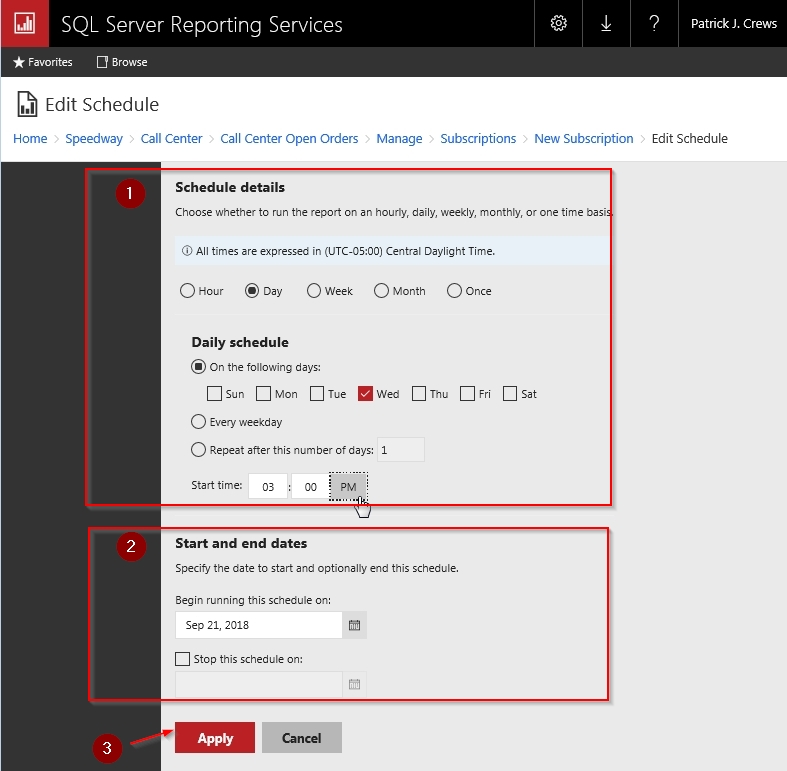 SQL Server Reporting Services
?
Patrick J. Crews
Favorites Browse
Edit Schedule
Home > Speedway > Call Center > Call Center Open Orders > Manage > Subscriptions > New Subscription > Edit Schedule
1
Schedule details
Choose whether to run the report on an hourly, daily, weekly, monthly, or one time basis.
All times are expressed in (UTC-05:00) Central Daylight Time.
Hour Day Week Month Once
Daily schedule
On the following days:
Sun Mon Tue Wed Thu Fri Sat
Every weekday
Repeat after this number of days: 1
Start time: 03 : 00 PM
2
Start and end dates
Specify the date to start and optionally end this schedule.
Begin running this schedule on:
Sep 21, 2018
Stop this schedule on:
3
Apply Cancel